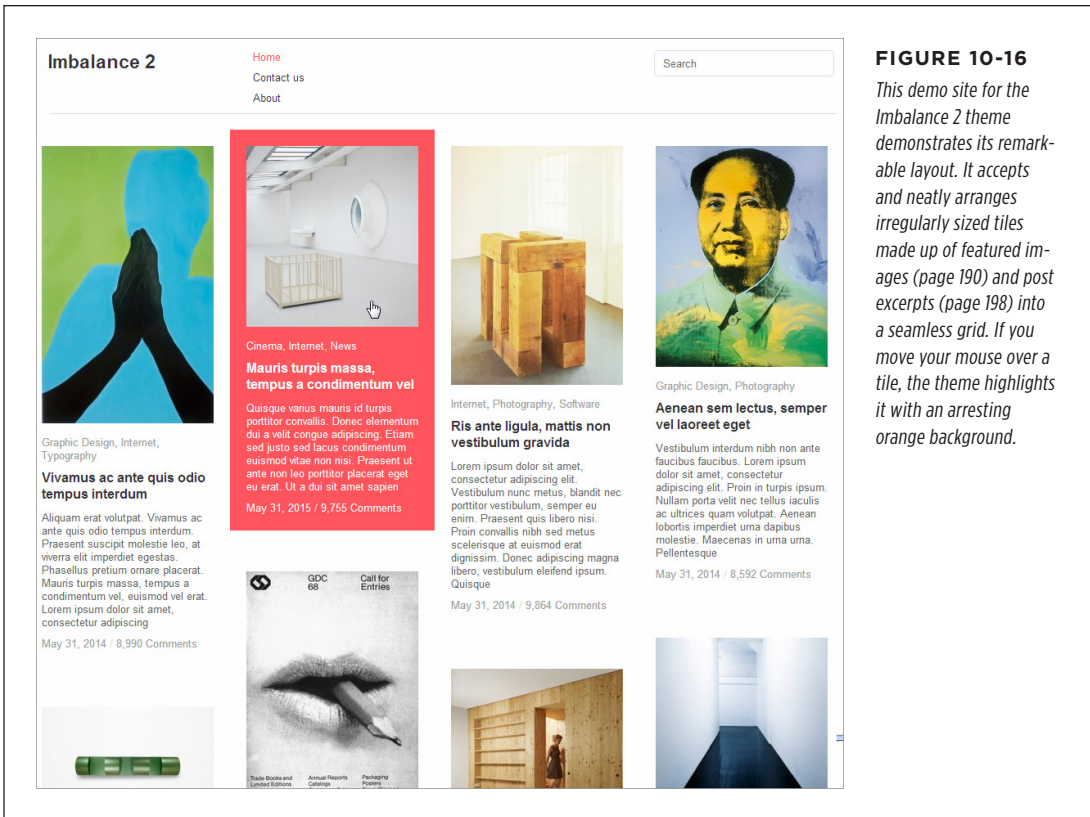 Imbalance 2
Home
Contact us
About
Search
Graphic Design, Internet,
Typography
Vivamus ac ante quis odio
tempus interdum
Aliquam erat volutpat. Vivamus ac
ante quis odio tempus interdum.
Praesent suscipit molestie leo, at
viverra elit imperdiet egestas.
Phasellus pretium ornare placerat.
Mauris turpis massa, tempus a
condimentum vel, euismod vel erat.
Lorem ipsum dolor sit amet,
consectetur adipiscing
May 31, 2014 / 8,990 Comments
Cinema, Internet, News
Mauris turpis massa,
tempus a condimentum vel
Quisque varius mauris id turpis
porttitor convallis. Donec elementum
dui a velit congue adipiscing. Etiam
sed justo sed lacus condimentum
euismod vitae non nisi. Praesent ut
ante non leo porttitor placerat eget
eu erat. Ut a dui sit amet sapien
May 31, 2015 / 9,755 Comments
GDC
68
Call for
Entries
Trade Books and
Limited Editions
Annual Reports
Catalogs
Packaging
Posters
Internet, Photography, Software
Ris ante ligula, mattis non
vestibulum gravida
Lorem ipsum dolor sit amet,
consectetur adipiscing elit.
Vestibulum nunc metus, blandit nec
porttitor vestibulum, semper eu
enim. Praesent quis libero nisi.
Proin convallis nibh sed metus
scelerisque at euismod erat
dignissim. Donec adipiscing magna
libero, vestibulum eleifend ipsum.
Quisque
May 31, 2014 / 9,864 Comments
Graphic Design, Photography
Aenean sem lectus, semper
vel laoreet eget
Vestibulum interdum nibh non ante
faucibus faucibus. Lorem ipsum
dolor sit amet, consectetur
adipiscing elit. Proin in turpis ipsum.
Nullam porta velit nec tellus iaculis
ac ultrices quam volutpat. Aenean
lobortis imperdiet urna dapibus
molestie. Maecenas in urna urna.
Pellentesque
May 31, 2014 / 8,592 Comments
FIGURE 10-16
This demo site for the
Imbalance 2 theme
demonstrates its remark-
able layout. It accepts
and neatly arranges
irregularly sized tiles
made up of featured im-
ages (page 190) and post
excerpts (page 198) into
a seamless grid. If you
move your mouse over a
tile, the theme highlights
it with an arresting
orange background.